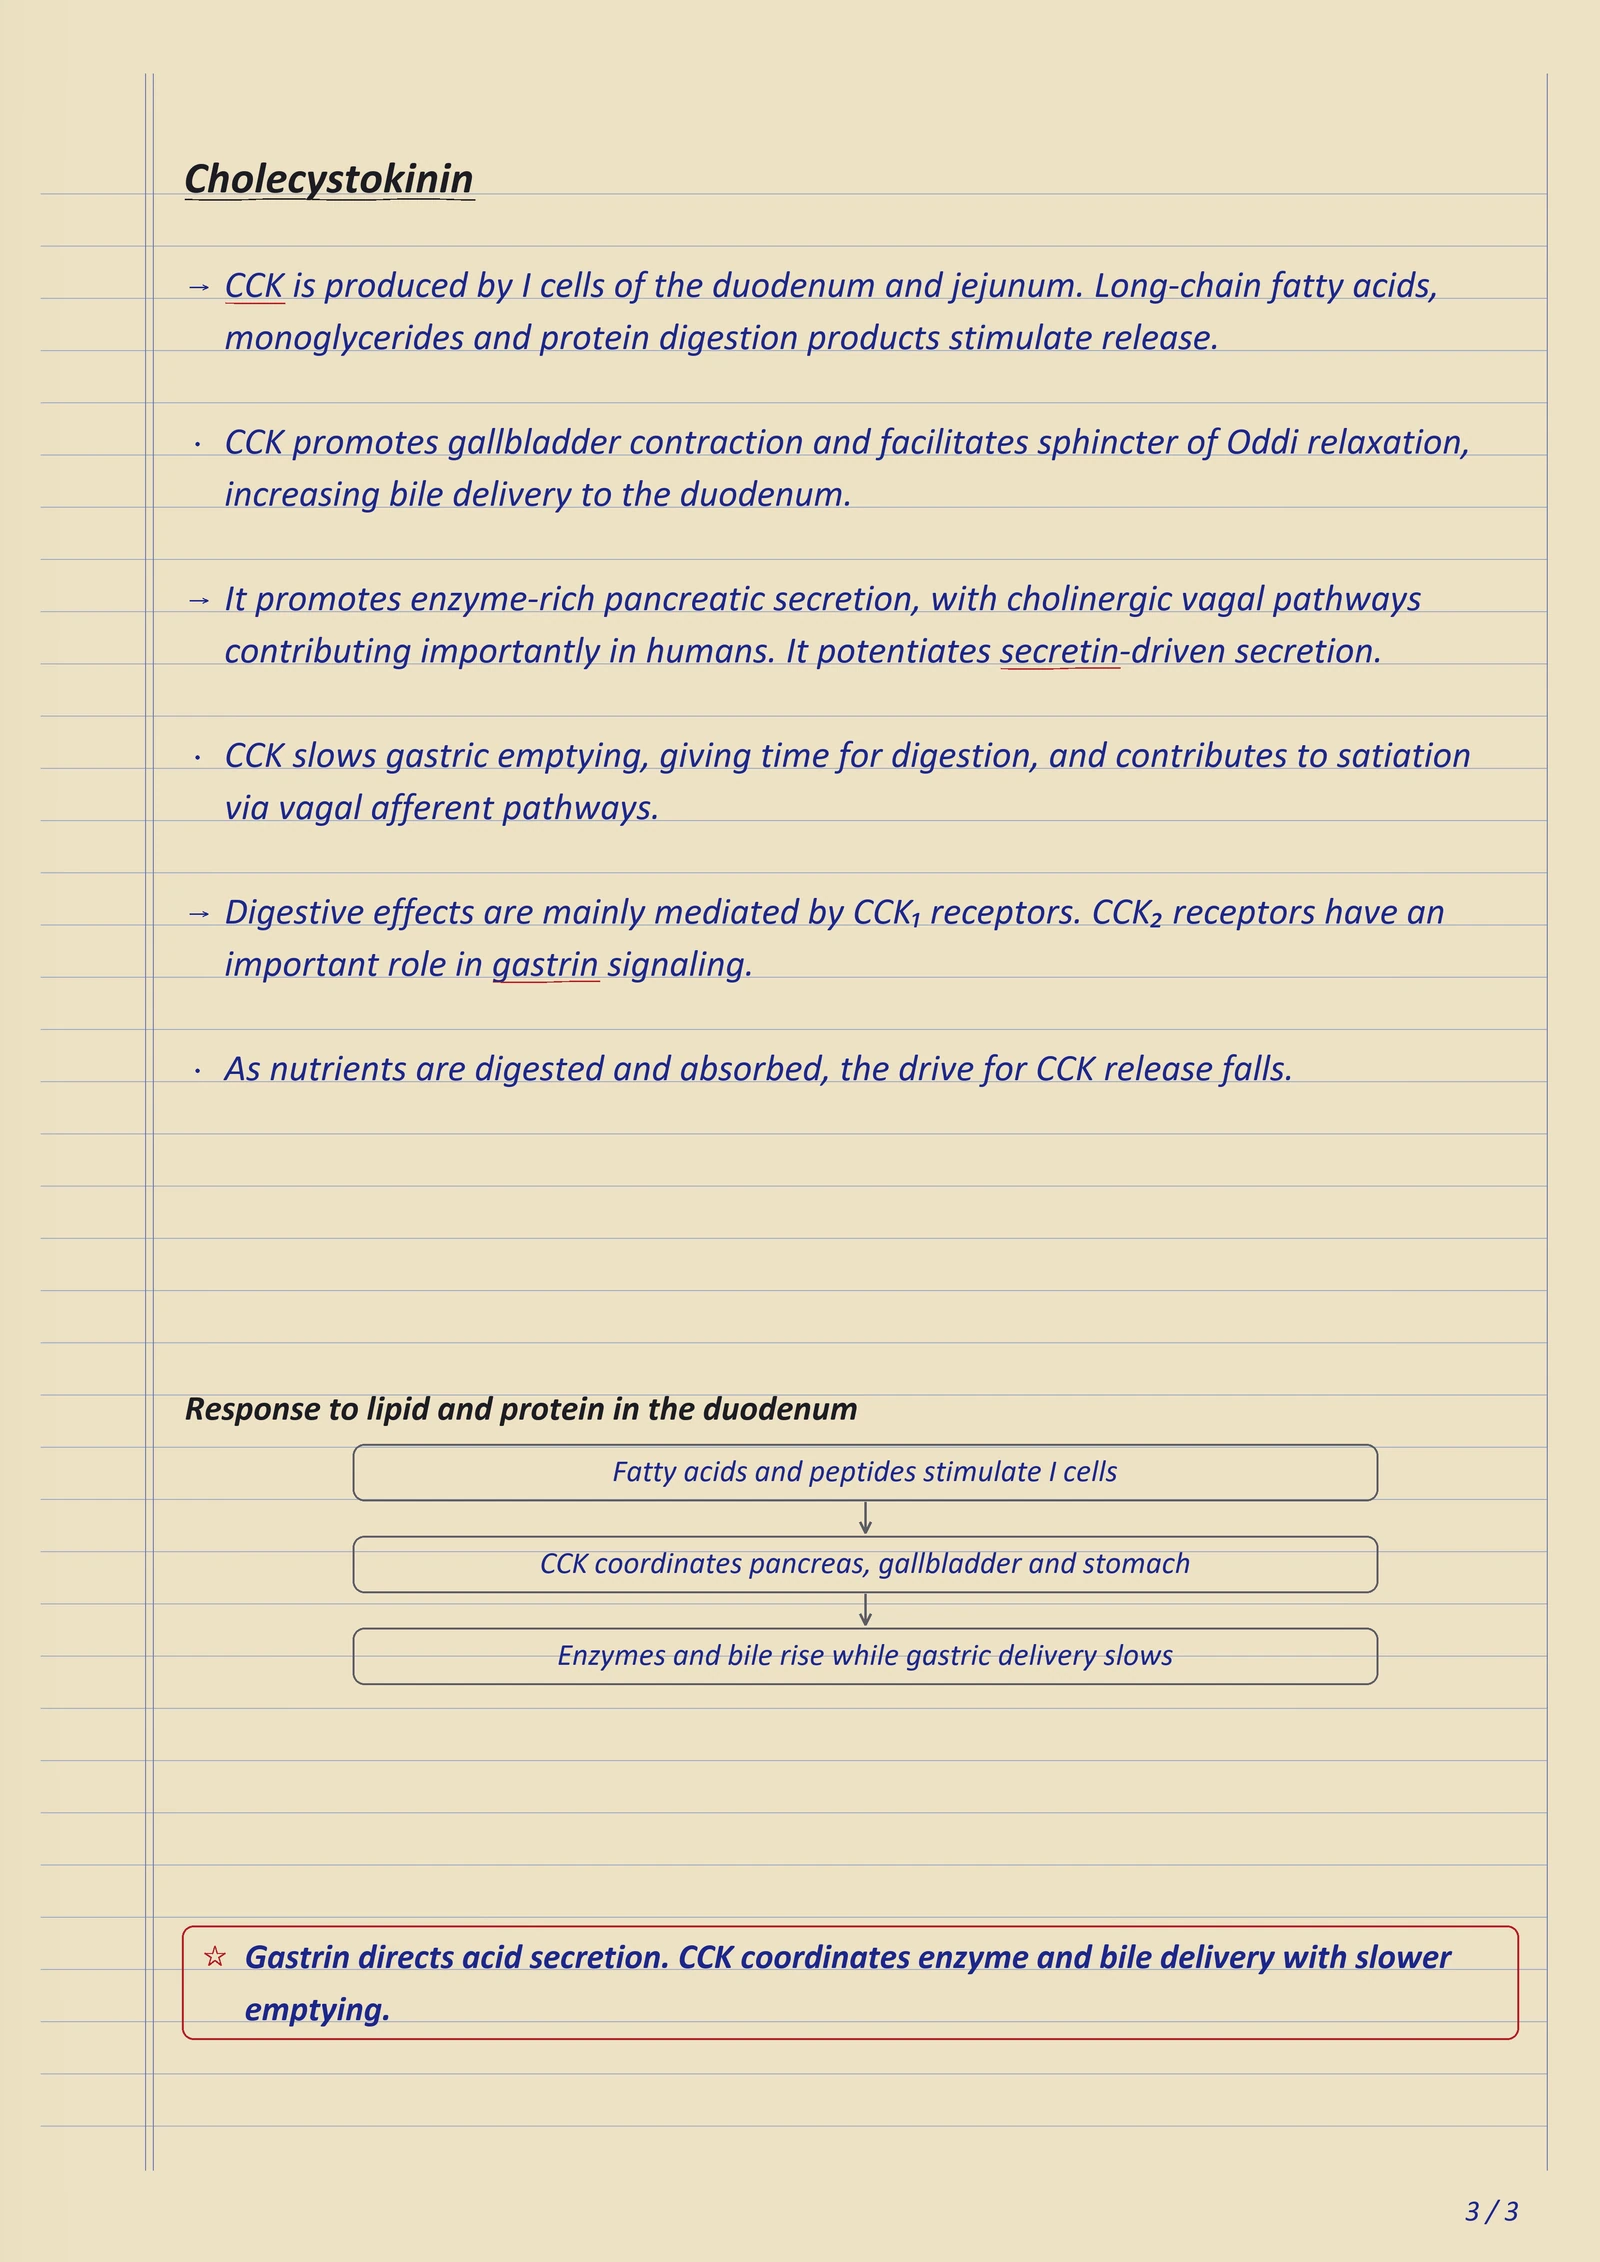 Cholecystokinin
→ CCK is produced by I cells of the duodenum and jejunum. Long-chain fatty acids,
monoglycerides and protein digestion products stimulate release.
· CCK promotes gallbladder contraction and facilitates sphincter of Oddi relaxation,
increasing bile delivery to the duodenum.
→ It promotes enzyme-rich pancreatic secretion, with cholinergic vagal pathways
contributing importantly in humans. It potentiates secretin-driven secretion.
· CCK slows gastric emptying, giving time for digestion, and contributes to satiation
via vagal afferent pathways.
→ Digestive effects are mainly mediated by CCK₁ receptors. CCK₂ receptors have an
important role in gastrin signaling.
· As nutrients are digested and absorbed, the drive for CCK release falls.
Response to lipid and protein in the duodenum
Fatty acids and peptides stimulate I cells
CCK coordinates pancreas, gallbladder and stomach
Enzymes and bile rise while gastric delivery slows
☆ Gastrin directs acid secretion. CCK coordinates enzyme and bile delivery with slower
emptying.
3 / 3